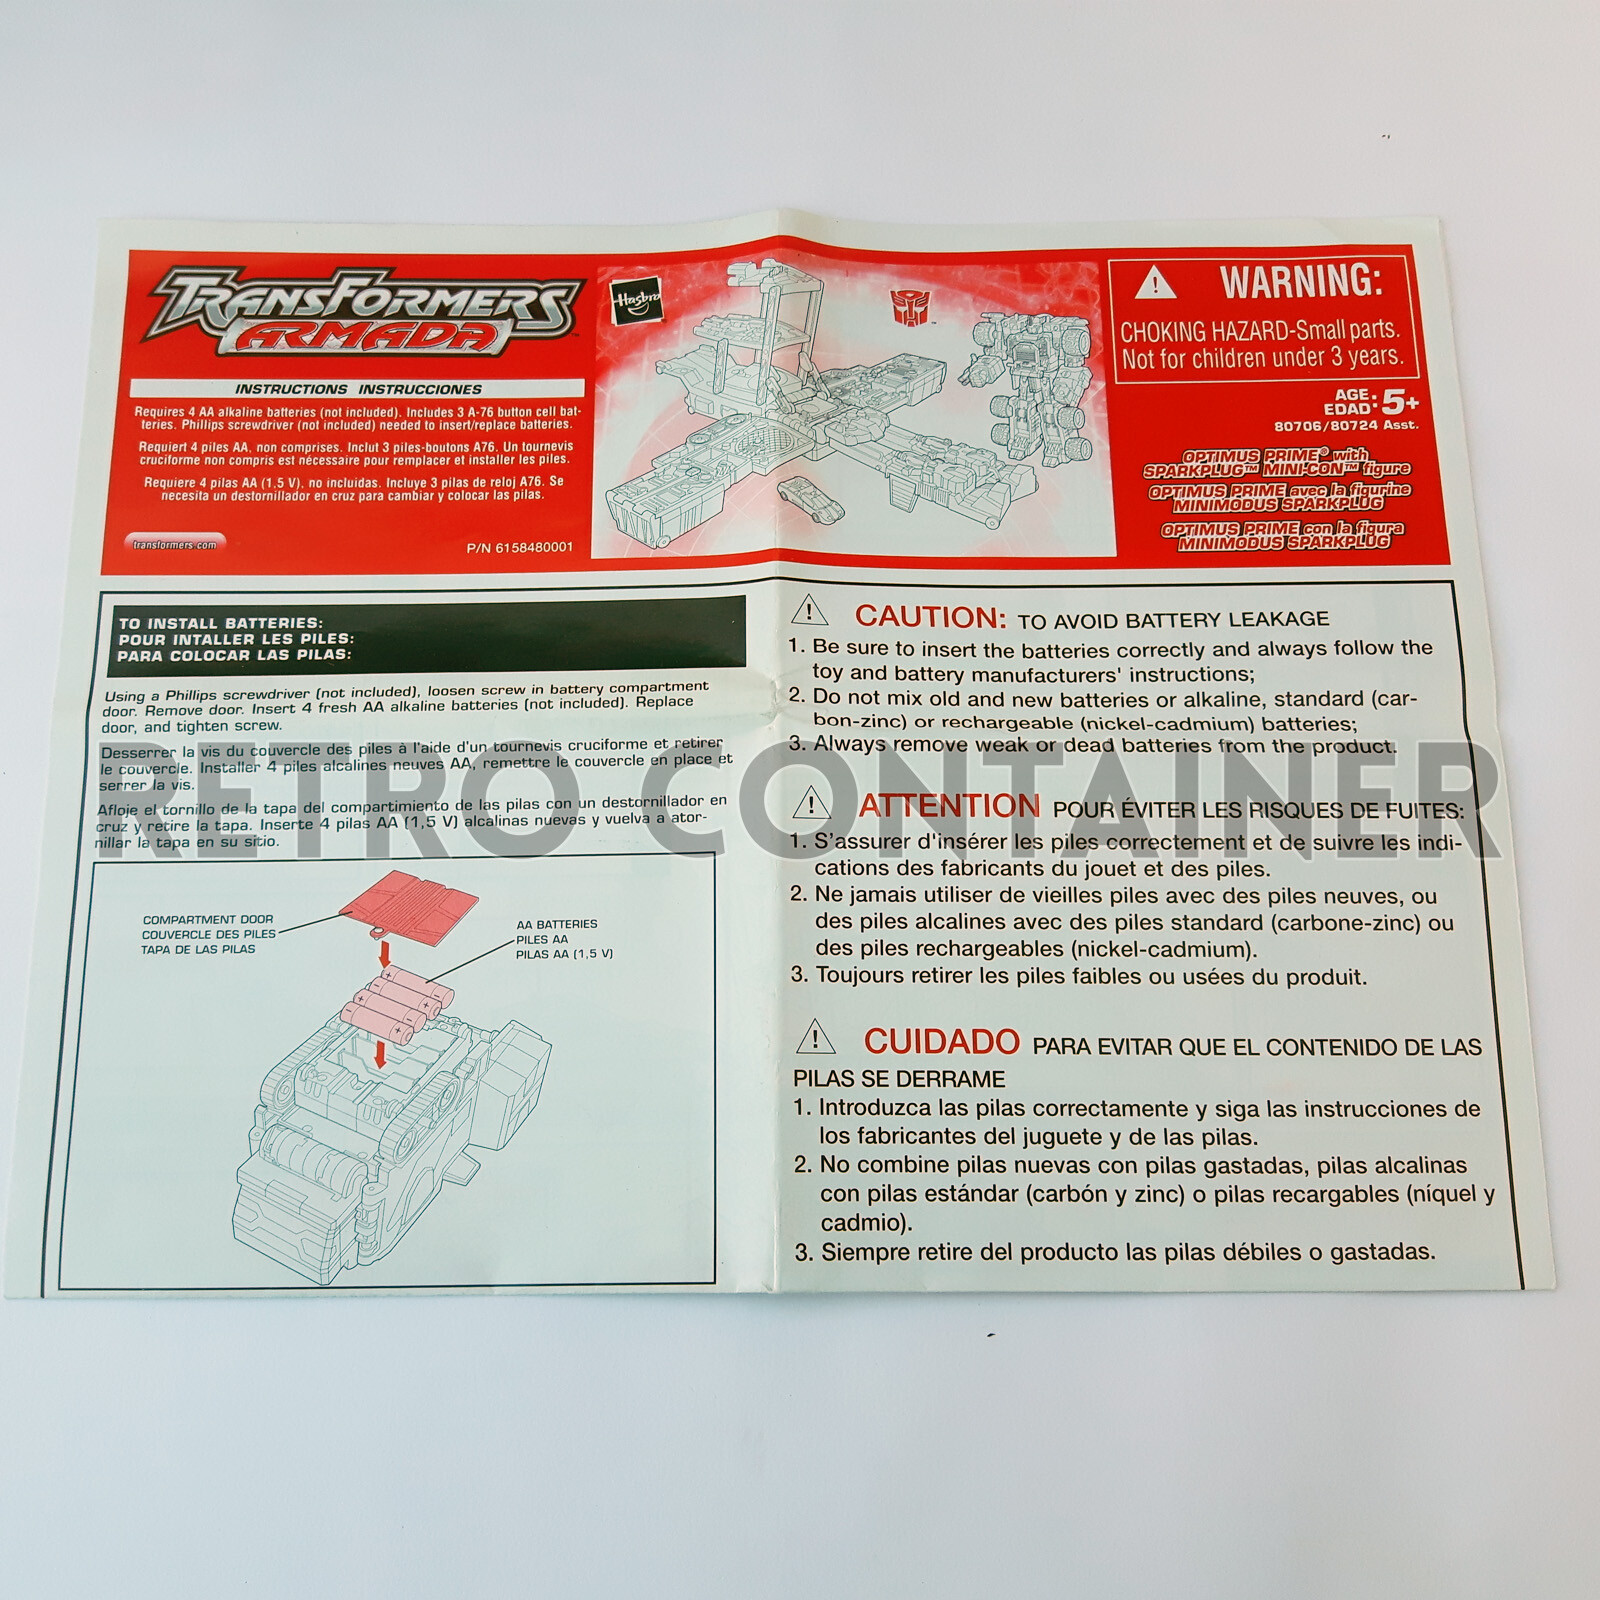 TRANSFORMERS
ARMADA
INSTRUCTIONS INSTRUCCIONES
Requires 4 AA alkaline batteries (not included). Includes 3 A-76 button cell bat-
teries. Phillips screwdriver (not included) needed to insert/replace batteries.
Requiert 4 piles AA, non comprises. Inclut 3 piles-boutons A76. Un tournevis
cruciforme non compris est nécessaire pour remplacer et installer les piles.
Requiere 4 pilas AA (1,5 V), no incluidas. Incluye 3 pilas de reloj A76. Se
necesita un destornillador en cruz para cambiar y colocar las pilas.
transformers.com
P/N 6158480001
Hasbro
WARNING:
CHOKING HAZARD-Small parts.
Not for children under 3 years.
AGE:
EDAD: 5+
80706/80724 Asst.
OPTIMUS PRIME® with
SPARKPLUG™ MINI-CON™ figure
OPTIMUS PRIME avec la figurine
MINIMODUS SPARKPLUG
OPTIMUS PRIME con la figura
MINIMODUS SPARKPLUG
TO INSTALL BATTERIES:
POUR INTALLER LES PILES:
PARA COLOCAR LAS PILAS:
Using a Phillips screwdriver (not included), loosen screw in battery compartment
door. Remove door. Insert 4 fresh AA alkaline batteries (not included). Replace
door, and tighten screw.
Desserrer la vis du couvercle des piles à l'aide d'un tournevis cruciforme et retirer
le couvercle. Installer 4 piles alcalines neuves AA, remettre le couvercle en place et
serrer la vis.
Afloje el tornillo de la tapa del compartimiento de las pilas con un destornillador en
cruz y retire la tapa. Inserte 4 pilas AA (1,5 V) alcalinas nuevas y vuelva a ator-
nillar la tapa en su sitio.
COMPARTMENT DOOR
COUVERCLE DES PILES
TAPA DE LAS PILAS
AA BATTERIES
PILES AA
PILAS AA (1,5 V)
CAUTION: TO AVOID BATTERY LEAKAGE
1. Be sure to insert the batteries correctly and always follow the
toy and battery manufacturers' instructions;
2. Do not mix old and new batteries or alkaline, standard (car-
bon-zinc) or rechargeable (nickel-cadmium) batteries;
3. Always remove weak or dead batteries from the product.
ATTENTION POUR ÉVITER LES RISQUES DE FUITES:
1. S'assurer d'insérer les piles correctement et de suivre les indi-
cations des fabricants du jouet et des piles.
2. Ne jamais utiliser de vieilles piles avec des piles neuves, ou
des piles alcalines avec des piles standard (carbone-zinc) ou
des piles rechargeables (nickel-cadmium).
3. Toujours retirer les piles faibles ou usées du produit.
CUIDADO PARA EVITAR QUE EL CONTENIDO DE LAS
PILAS SE DERRAME
1. Introduzca las pilas correctamente y siga las instrucciones de
los fabricantes del juguete y de las pilas.
2. No combine pilas nuevas con pilas gastadas, pilas alcalinas
con pilas estándar (carbón y zinc) o pilas recargables (níquel y
cadmio).
3. Siempre retire del producto las pilas débiles o gastadas.
RETRO CONTAINER